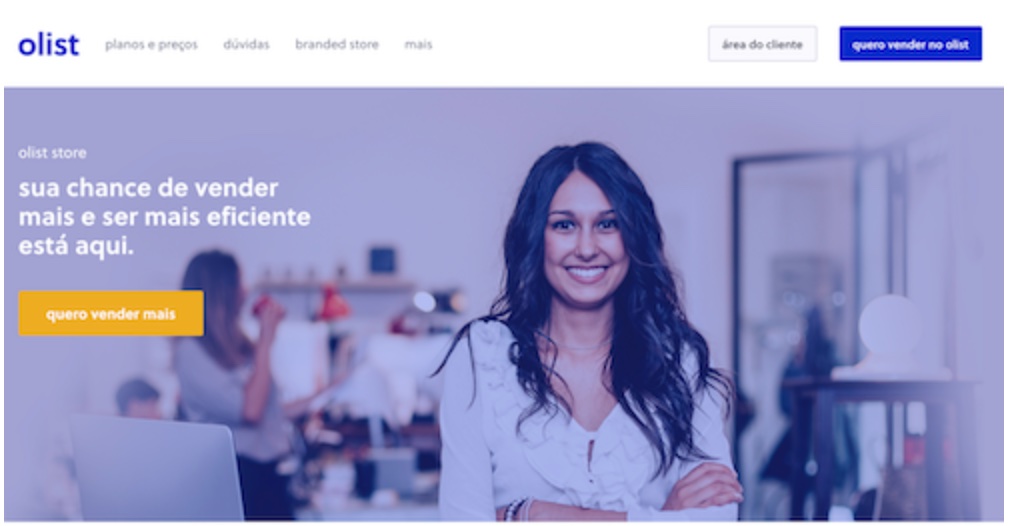 olist
planos e preços
dúvidas
branded store
mais
área do cliente
quero vender no olist
olist store
sua chance de vender
mais e ser mais eficiente
está aqui.
quero vender mais